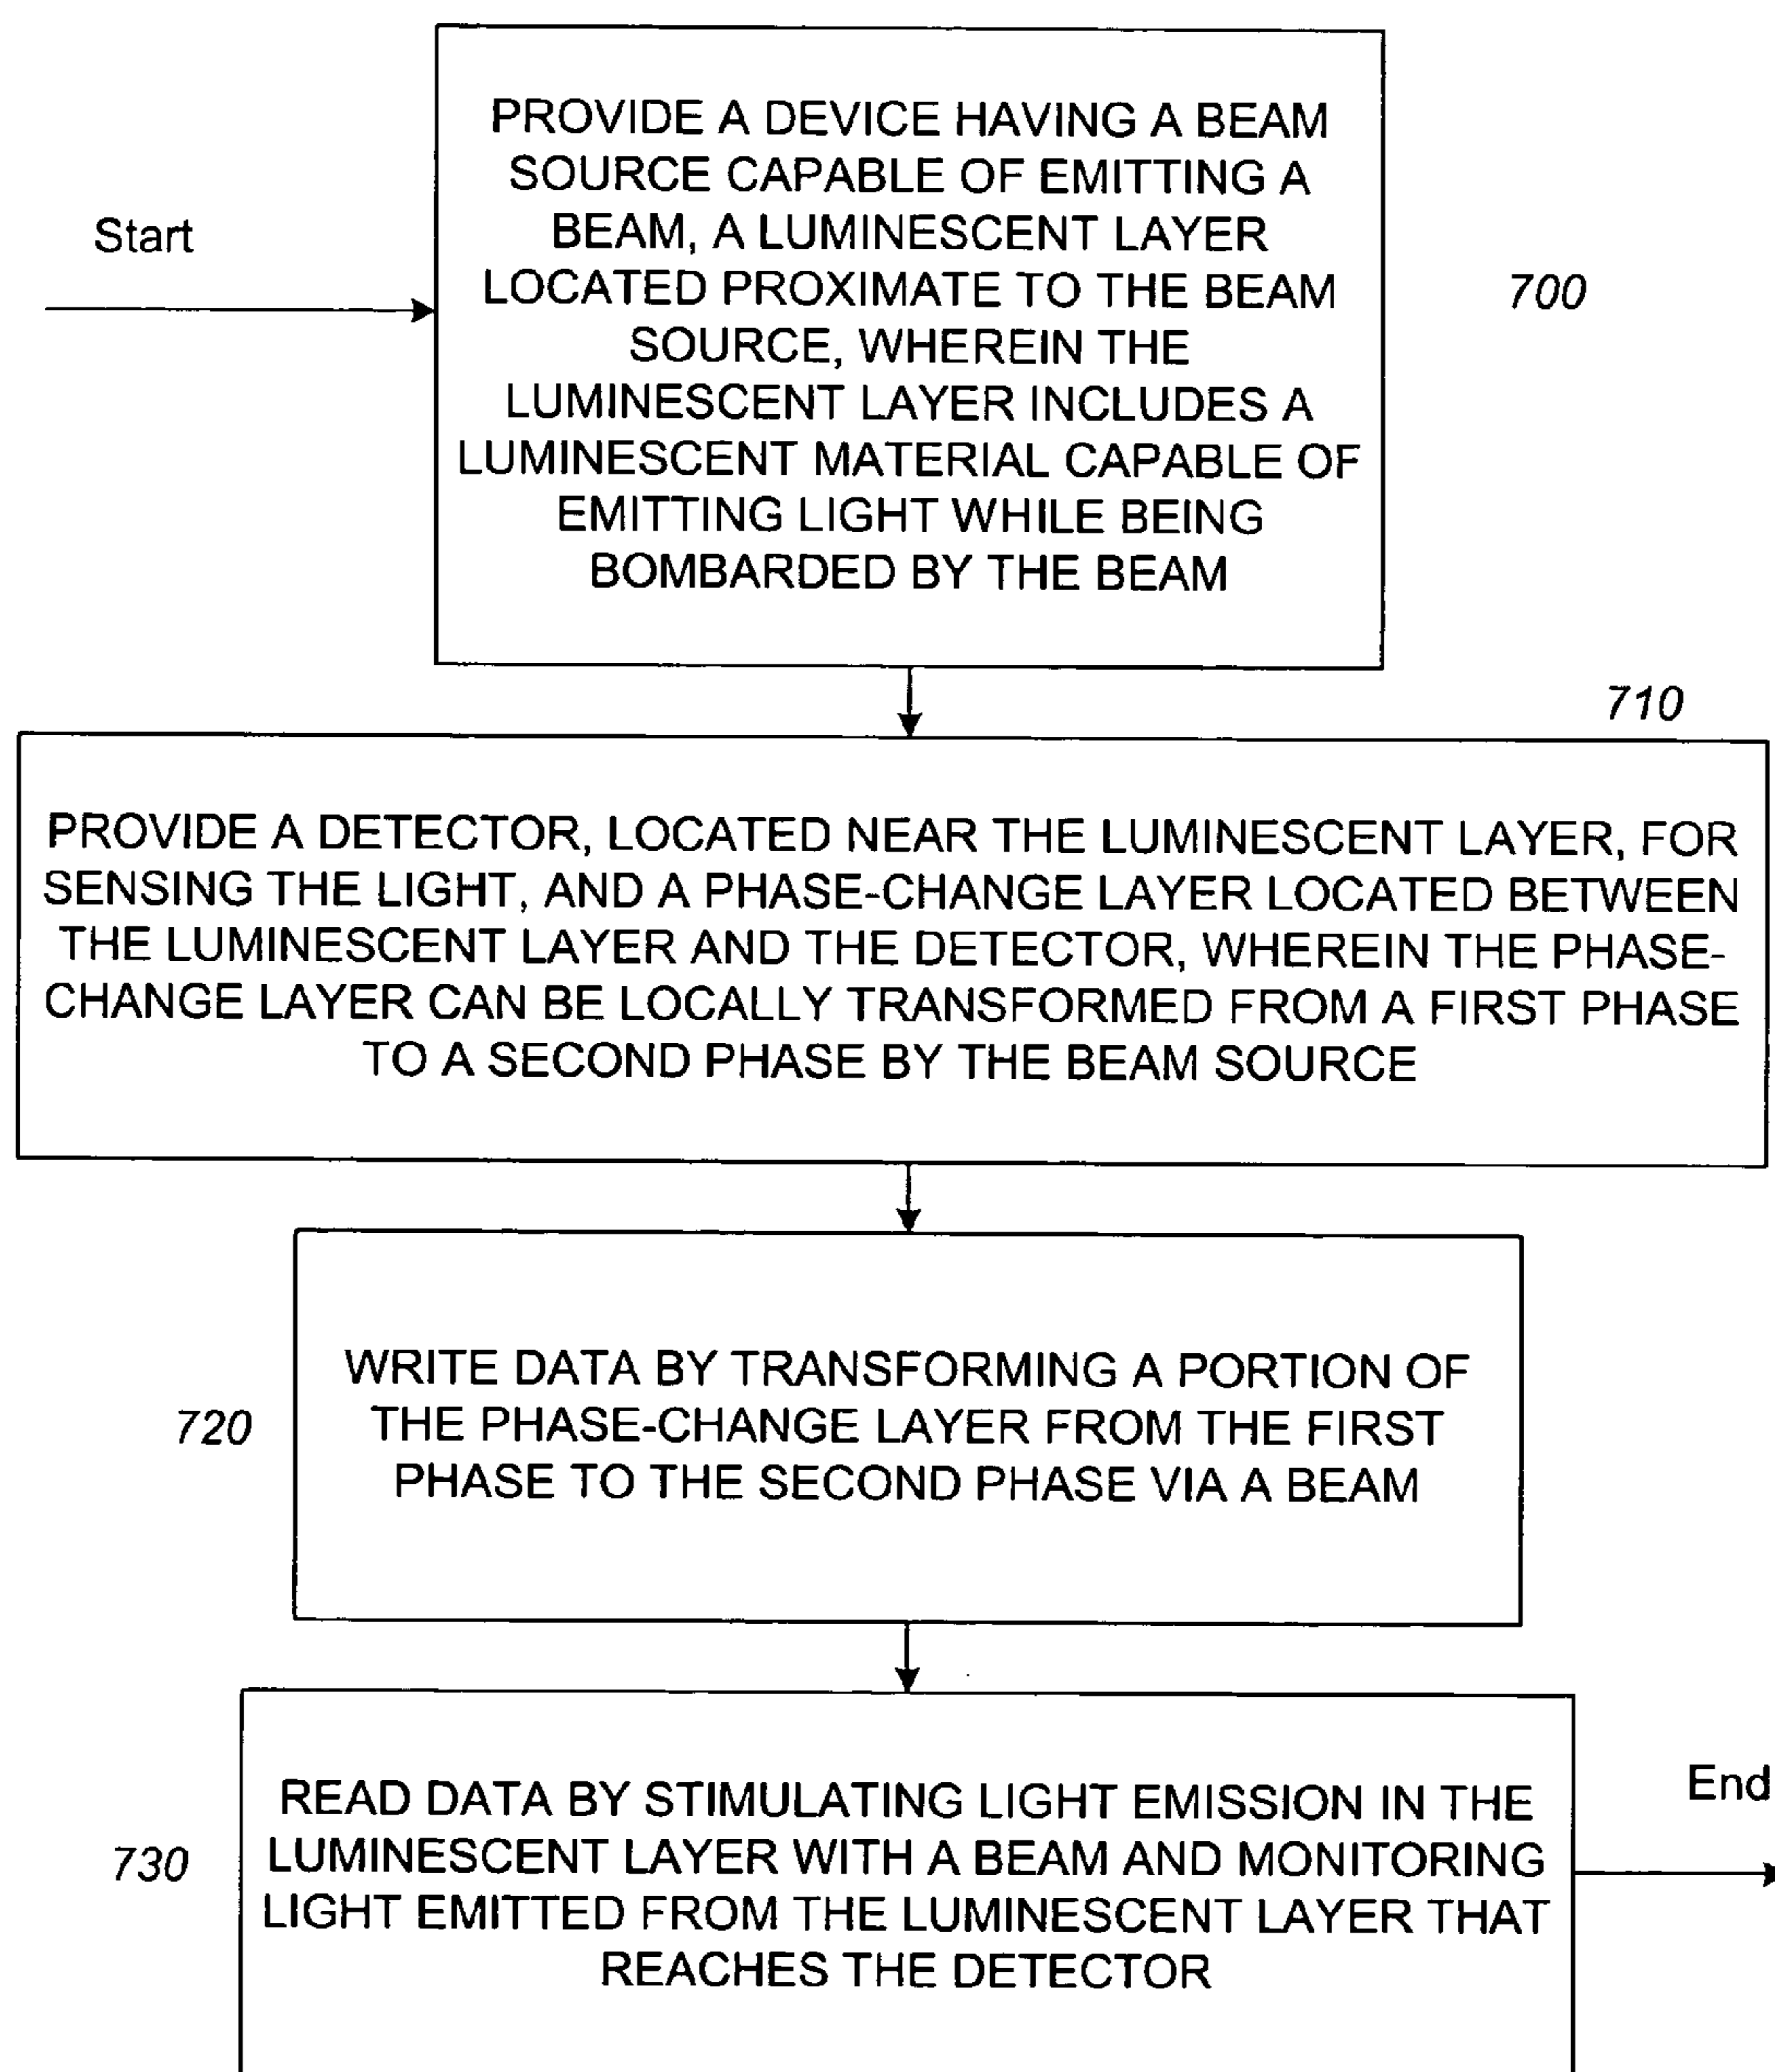 PROVIDE A DEVICE HAVING A BEAM
SOURCE CAPABLE OF EMITTING A
BEAM, A LUMINESCENT LAYER
LOCATED PROXIMATE TO THE BEAM
SOURCE, WHEREIN THE
LUMINESCENT LAYER INCLUDES A
LUMINESCENT MATERIAL CAPABLE OF
EMITTING LIGHT WHILE BEING
BOMBARDED BY THE BEAM
Start
700
710
PROVIDE A DETECTOR, LOCATED NEAR THE LUMINESCENT LAYER, FOR
SENSING THE LIGHT, AND A PHASE-CHANGE LAYER LOCATED BETWEEN
THE LUMINESCENT LAYER AND THE DETECTOR, WHEREIN THE PHASE-
CHANGE LAYER CAN BE LOCALLY TRANSFORMED FROM A FIRST PHASE
TO A SECOND PHASE BY THE BEAM SOURCE
720
WRITE DATA BY TRANSFORMING A PORTION OF
THE PHASE-CHANGE LAYER FROM THE FIRST
PHASE TO THE SECOND PHASE VIA A BEAM
730
READ DATA BY STIMULATING LIGHT EMISSION IN THE
LUMINESCENT LAYER WITH A BEAM AND MONITORING
LIGHT EMITTED FROM THE LUMINESCENT LAYER THAT
REACHES THE DETECTOR
End